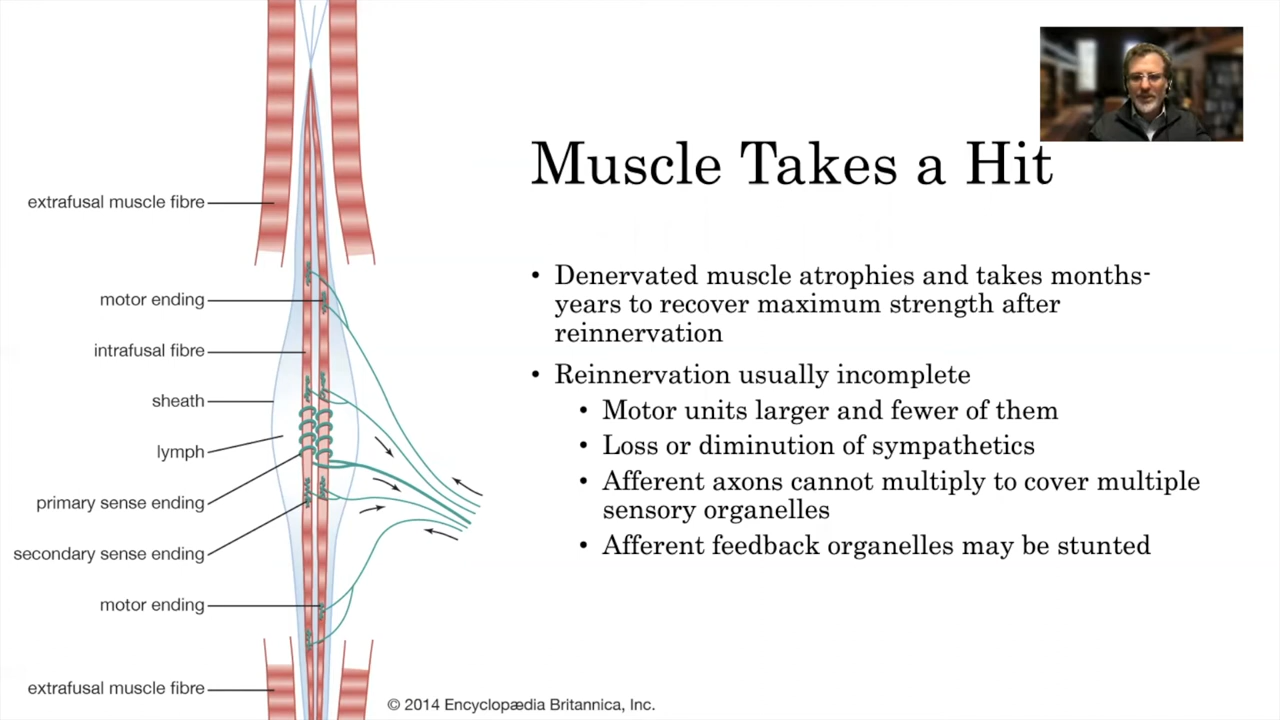 Muscle Takes a Hit
extrafusal muscle fibre
motor ending
intrafusal fibre
sheath
lymph
primary sense ending
secondary sense ending
motor ending
extrafusal muscle fibre
• Denervated muscle atrophies and takes months-
years to recover maximum strength after
reinnervation
• Reinnervation usually incomplete
• Motor units larger and fewer of them
• Loss or diminution of sympathetics
• Afferent axons cannot multiply to cover multiple
sensory organelles
• Afferent feedback organelles may be stunted
© 2014 Encyclopædia Britannica, Inc.